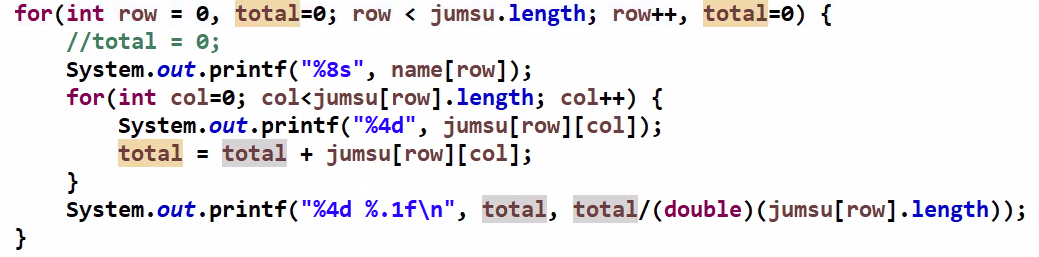 for(int row = 0, total=0; row < jumsu.length; row++, total=0) {
    //total = 0;
    System.out.printf("%8s", name[row]);
    for(int col=0; col<jumsu[row].length; col++) {
        System.out.printf("%4d", jumsu[row][col]);
        total = total + jumsu[row][col];
    }
    System.out.printf("%4d %.1f\n", total, total/(double)(jumsu[row].length));
}